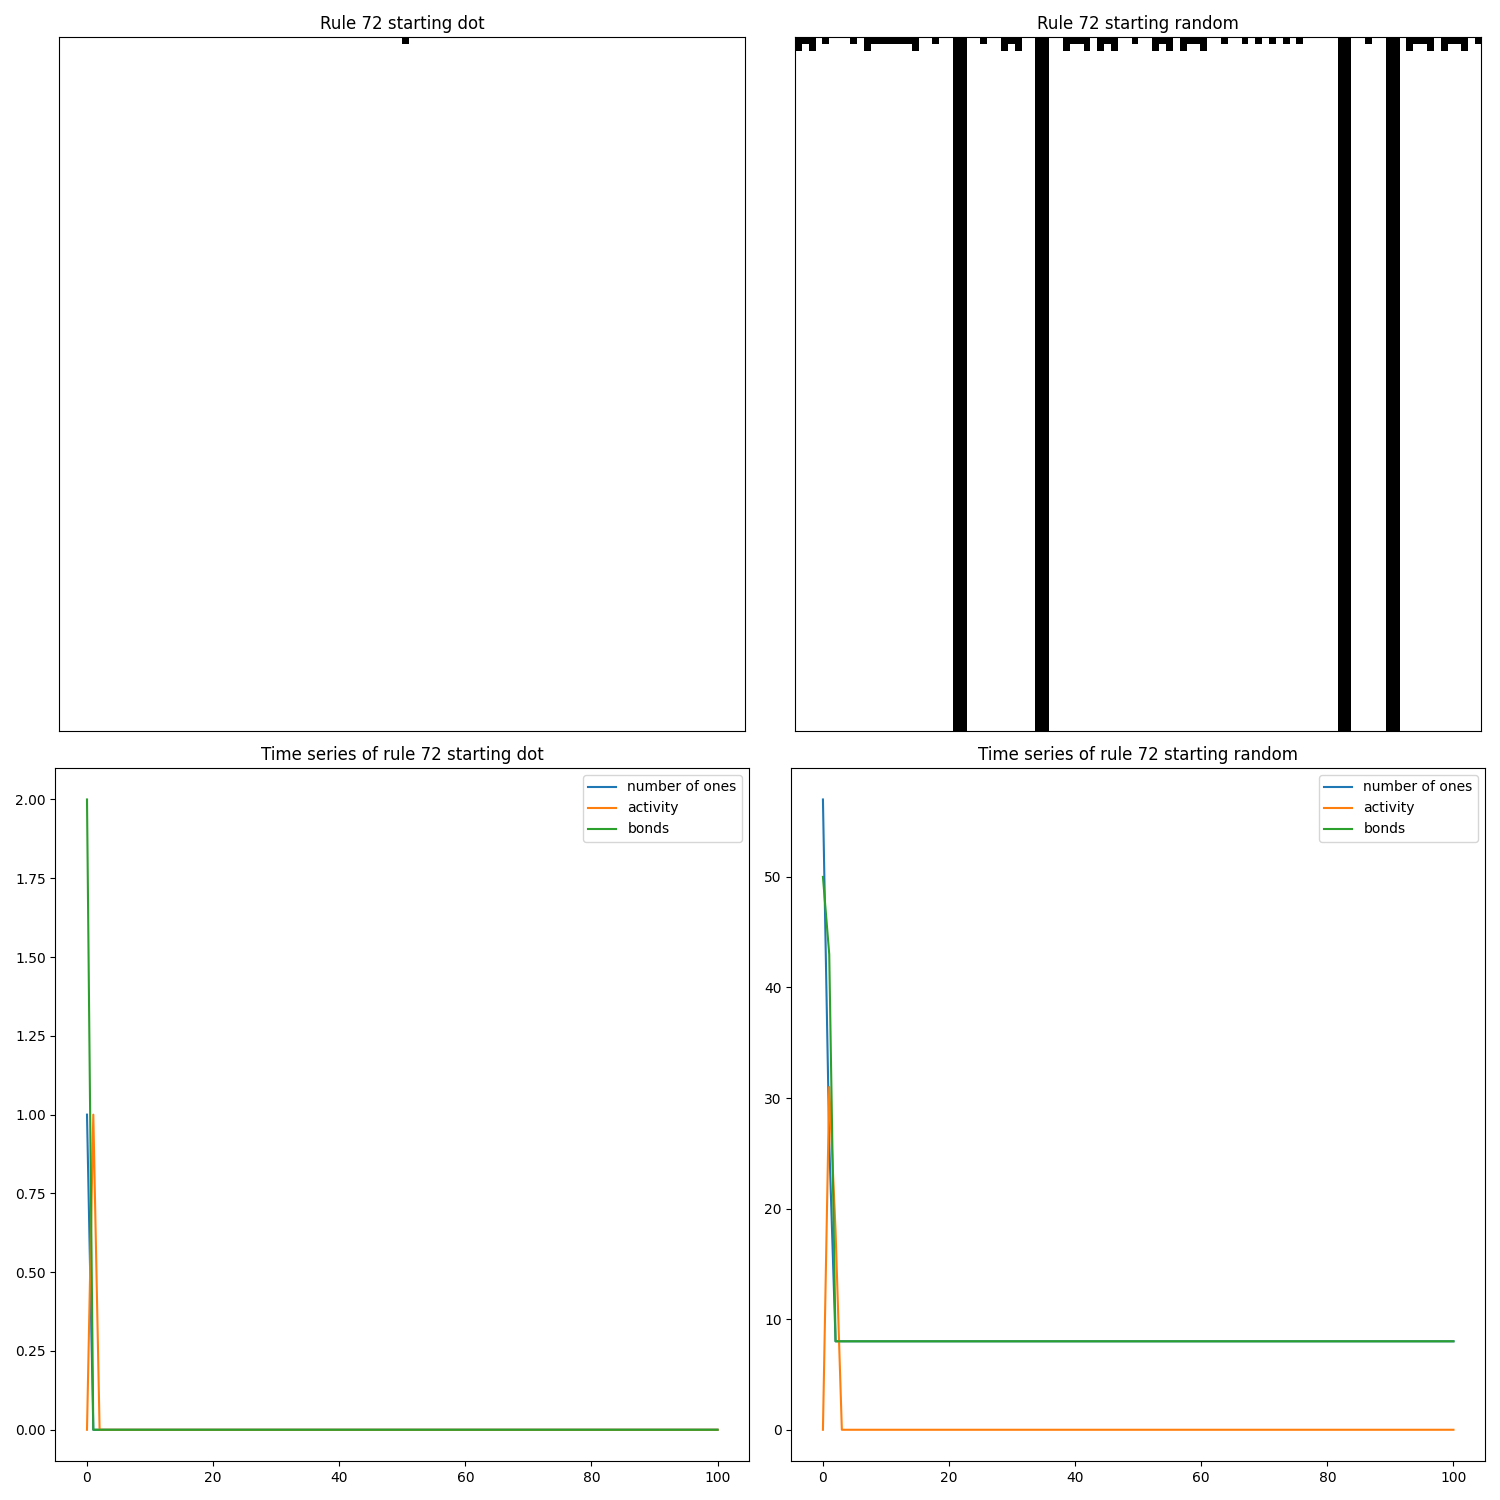 Rule 72 starting dot
Rule 72 starting random
Time series of rule 72 starting dot
number of ones
activity
bonds
2.00
1.75
1.50
1.25
1.00
0.75
0.50
0.25
0.00
0 20 40 60 80 100
Time series of rule 72 starting random
number of ones
activity
bonds
50
40
30
20
10
0
0 20 40 60 80 100